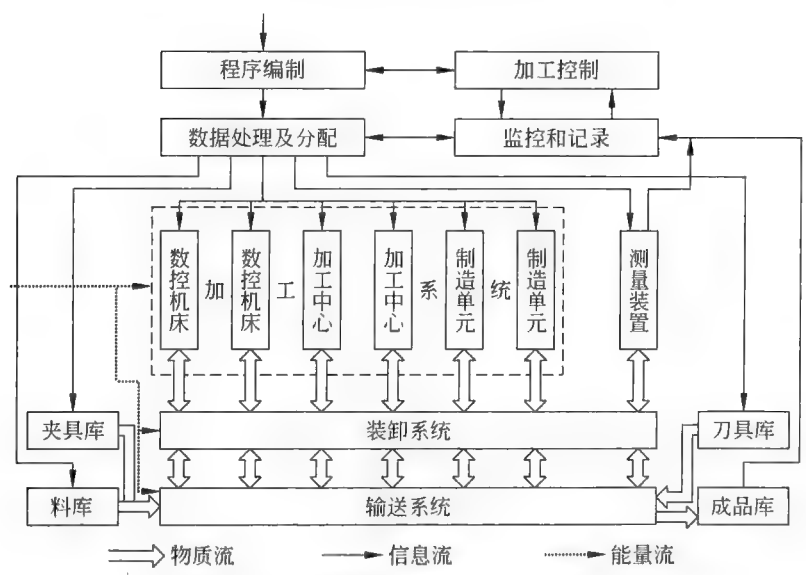 程序编制
加工控制
数据处理及分配
监控和记录
数控机床
加
数控机床
工
加工中心
加工中心
系
制造单元
统
制造单元
测量装置
夹具库
装卸系统
刀具库
料库
输送系统
成品库
物质流
信息流
能量流